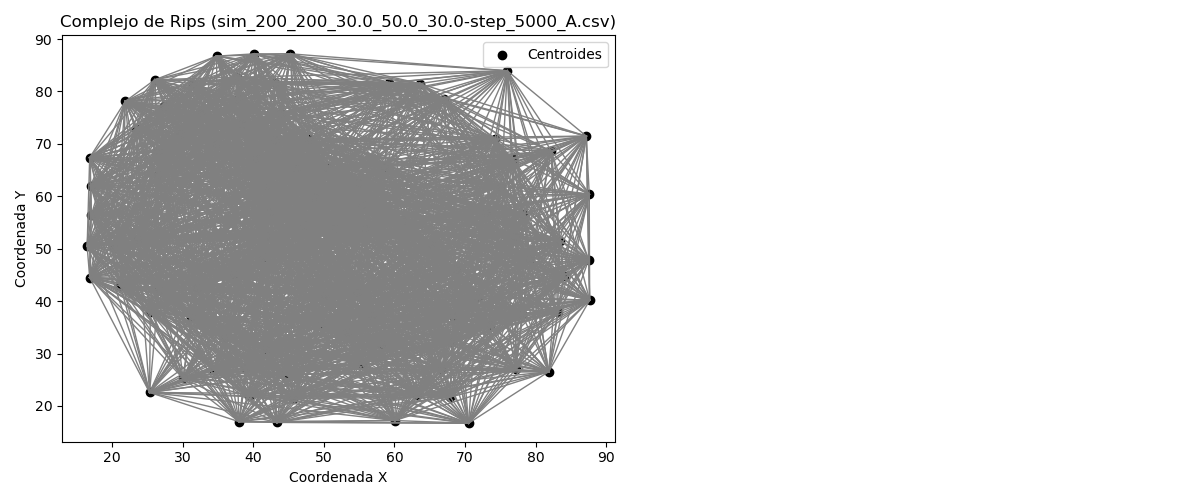 Complejo de Rips (sim_200_200_30.0_50.0_30.0-step_5000_A.csv)
Centroides
90
80
70
60
50
40
30
20
Coordenada Y
20 30 40 50 60 70 80 90
Coordenada X